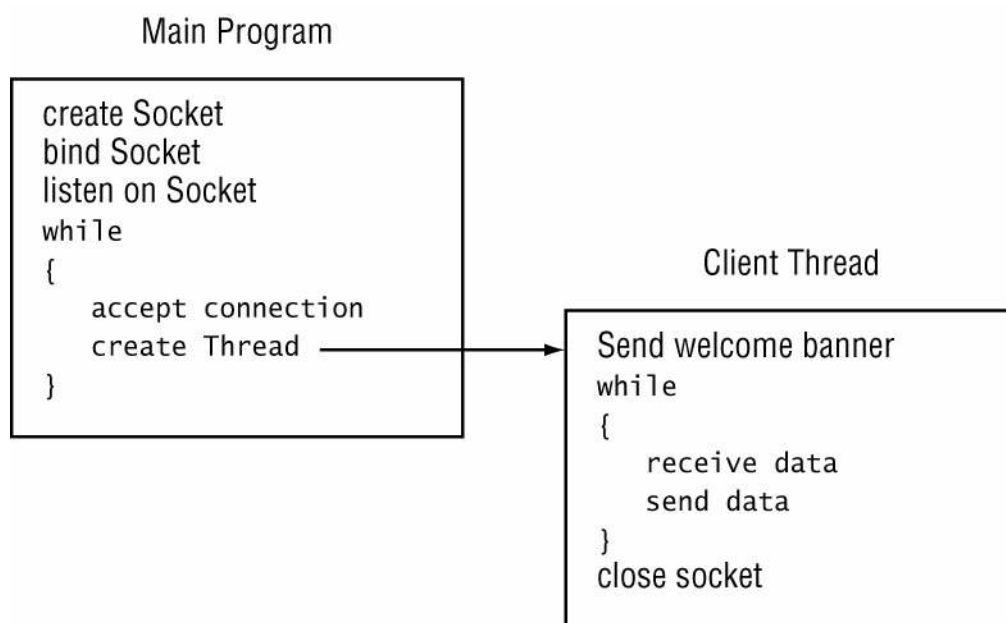 Main Program
create Socket
bind Socket
listen on Socket
while
{
accept connection
create Thread
}
Client Thread
Send welcome banner
while
{
receive data
send data
}
close socket